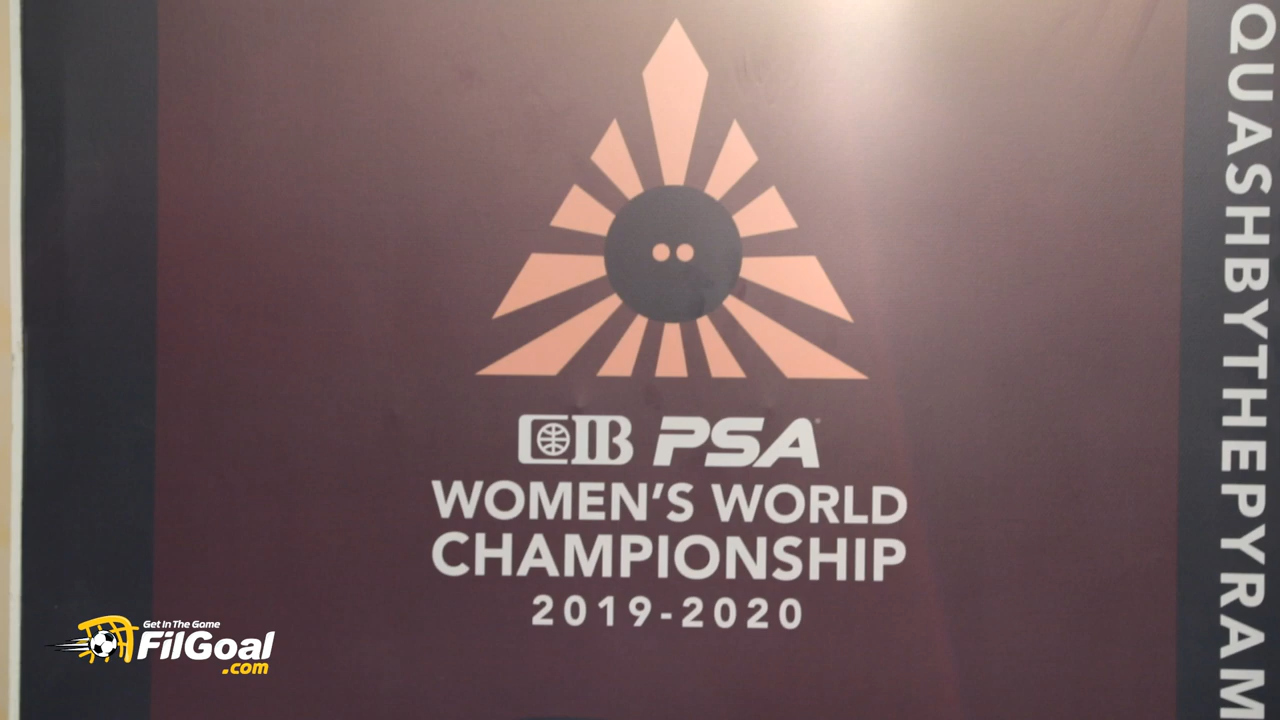 CIB PSA
WOMEN'S WORLD
CHAMPIONSHIP
2019-2020
QUASHBYTHEPYRAM
Get In The Game
FilGoal
.com